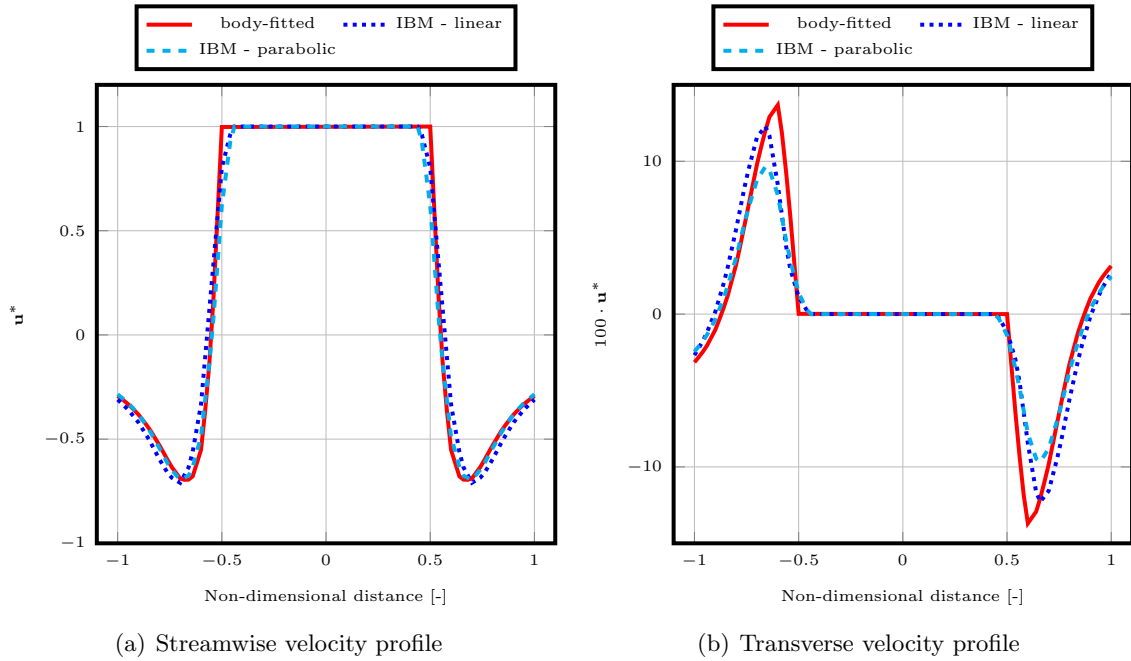 body-fitted IBM - linear
IBM - parabolic
1
0.5
0
−0.5
−1
u*
−1 −0.5 0 0.5 1
Non-dimensional distance [-]
(a) Streamwise velocity profile
body-fitted IBM - linear
IBM - parabolic
10
0
−10
100 · u*
−1 −0.5 0 0.5 1
Non-dimensional distance [-]
(b) Transverse velocity profile